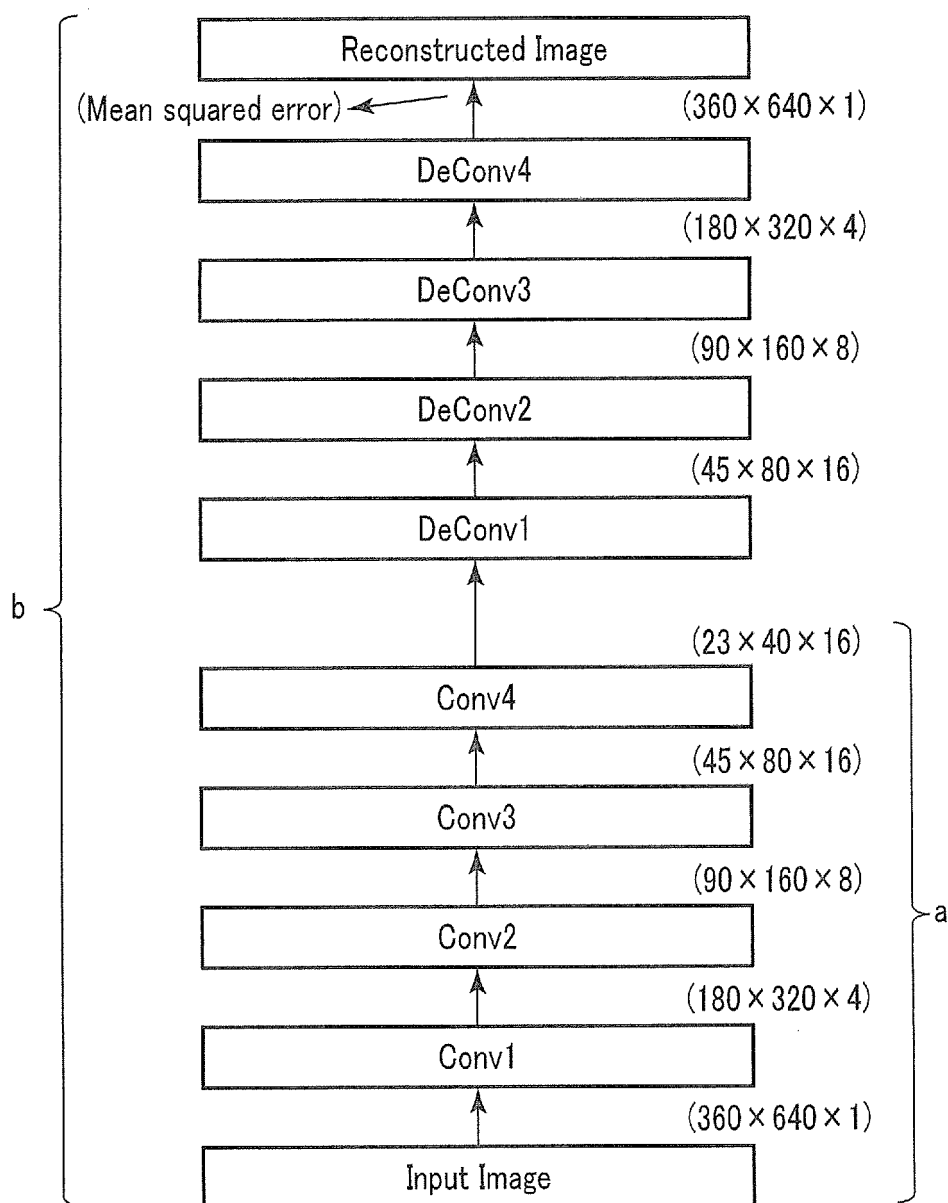 Reconstructed Image
(Mean squared error)
(360×640×1)
DeConv4
(180×320×4)
DeConv3
(90×160×8)
DeConv2
(45×80×16)
DeConv1
b
(23×40×16)
Conv4
(45×80×16)
Conv3
(90×160×8)
a
Conv2
(180×320×4)
Conv1
(360×640×1)
Input Image